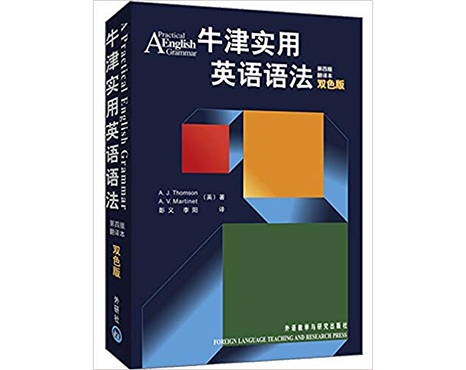 A Practical English Grammar
牛津实用英语语法
第四版
翻译本
双色版
外研社
Practical
AEnglish
Grammar
牛津实用
英语语法
第四版
翻译本
双色版
A. J. Thomson
A. V. Martinet
(英) 著
彭 义 李 阳 译
外语教学与研究出版社
FOREIGN LANGUAGE TEACHING AND RESEARCH PRESS